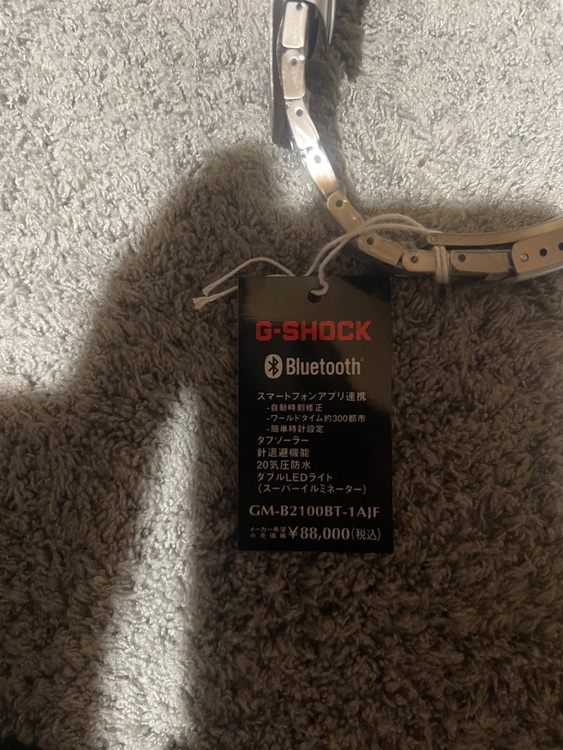 G-SHOCK
Bluetooth®
スマートフォンアプリ連携
-自動時刻修正
-ワールドタイム約300都市
-簡単時計設定
タフソーラー
針退避機能
20気圧防水
ダブルLEDライト
(スーパーイルミネーター)
GM-B2100BT-1AJF
メーカー希望小売価格 ¥88,000(税込)